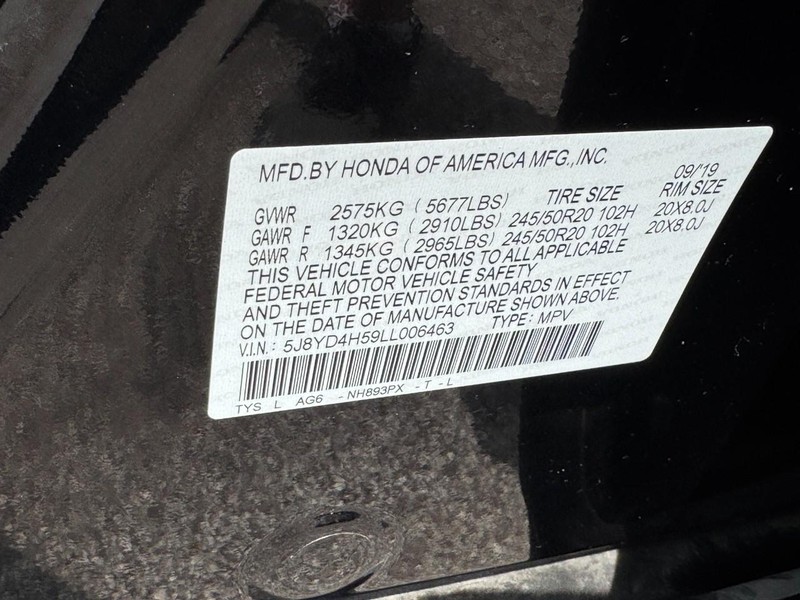 MFD.BY HONDA OF AMERICA MFG.,INC.
09/'19
TIRE SIZE RIM SIZE
GVWR 2575KG ( 5677LBS)
GAWR F 1320KG ( 2910LBS) 245/50R20 102H 20X8.0J
GAWR R 1345KG ( 2965LBS) 245/50R20 102H 20X8.0J
THIS VEHICLE CONFORMS TO ALL APPLICABLE
FEDERAL MOTOR VEHICLE SAFETY
AND THEFT PREVENTION STANDARDS IN EFFECT
ON THE DATE OF MANUFACTURE SHOWN ABOVE.
V.I.N.: 5J8YD4H59LL006463 TYPE: MPV
TYS L AG6 - NH893PX - T - L